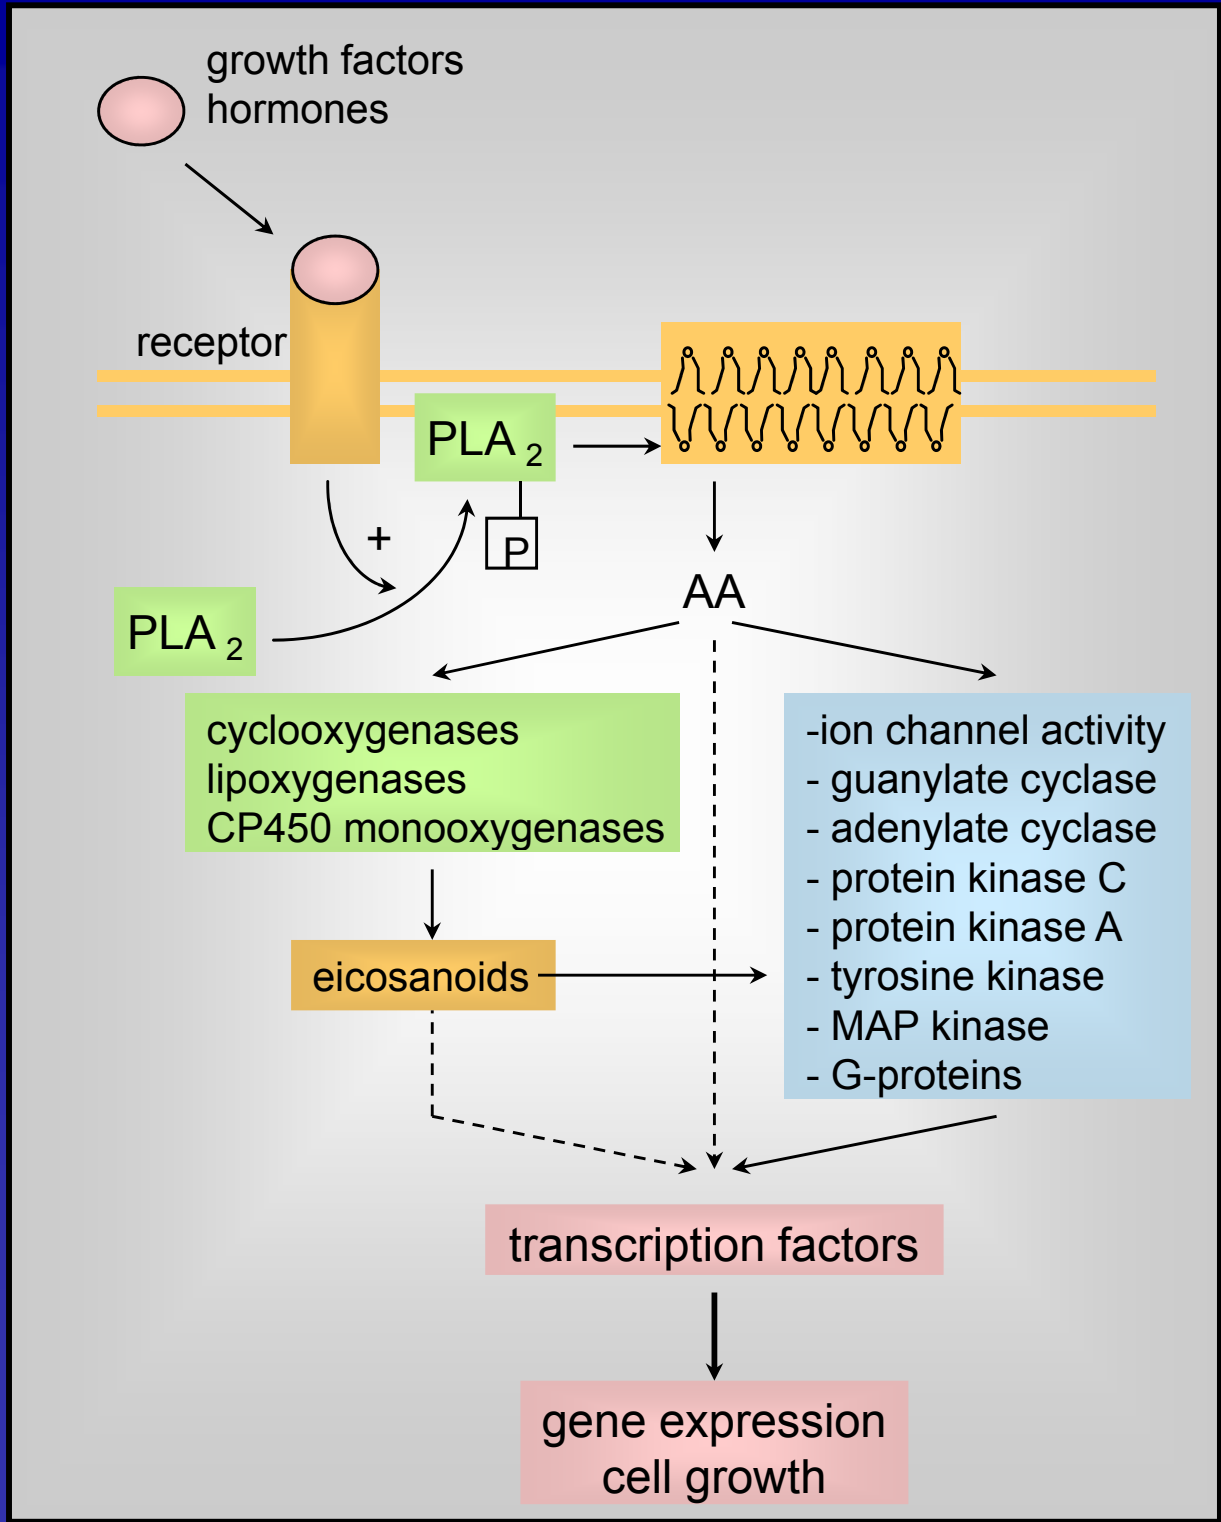 growth factors
hormones
receptor
PLA 2
+
P
PLA 2
AA
cyclooxygenases
lipoxygenases
CP450 monooxygenases
-ion channel activity
- guanylate cyclase
- adenylate cyclase
- protein kinase C
- protein kinase A
- tyrosine kinase
- MAP kinase
- G-proteins
eicosanoids
transcription factors
gene expression
cell growth